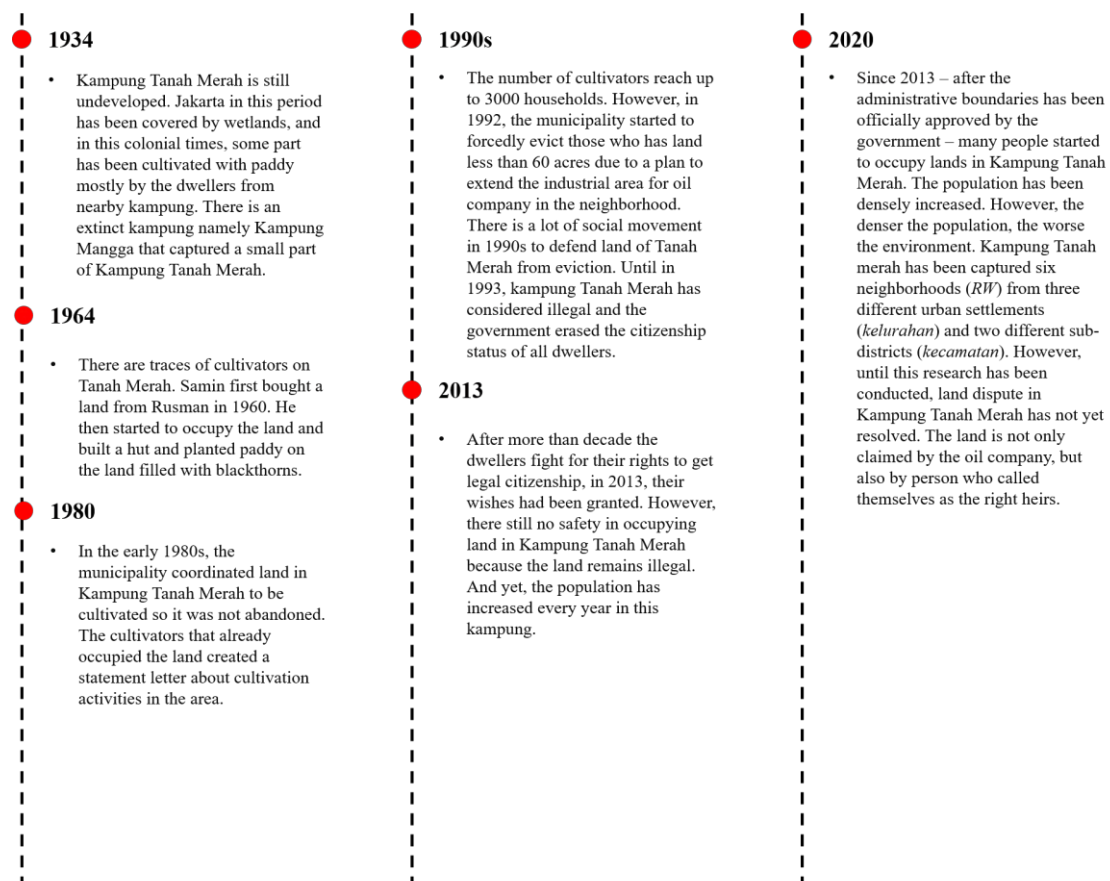 1934
• Kampung Tanah Merah is still
undeveloped. Jakarta in this period
has been covered by wetlands, and
in this colonial times, some part
has been cultivated with paddy
mostly by the dwellers from
nearby kampung. There is an
extinct kampung namely Kampung
Mangga that captured a small part
of Kampung Tanah Merah.
1964
• There are traces of cultivators on
Tanah Merah. Samin first bought a
land from Rusman in 1960. He
then started to occupy the land and
built a hut and planted paddy on
the land filled with blackthorns.
1980
• In the early 1980s, the
municipality coordinated land in
Kampung Tanah Merah to be
cultivated so it was not abandoned.
The cultivators that already
occupied the land created a
statement letter about cultivation
activities in the area.
1990s
• The number of cultivators reach up
to 3000 households. However, in
1992, the municipality started to
forcedly evict those who has land
less than 60 acres due to a plan to
extend the industrial area for oil
company in the neighborhood.
There is a lot of social movement
in 1990s to defend land of Tanah
Merah from eviction. Until in
1993, kampung Tanah Merah has
considered illegal and the
government erased the citizenship
status of all dwellers.
2013
• After more than decade the
dwellers fight for their rights to get
legal citizenship, in 2013, their
wishes had been granted. However,
there still no safety in occupying
land in Kampung Tanah Merah
because the land remains illegal.
And yet, the population has
increased every year in this
kampung.
2020
• Since 2013 – after the
administrative boundaries has been
officially approved by the
government – many people started
to occupy lands in Kampung Tanah
Merah. The population has been
densely increased. However, the
denser the population, the worse
the environment. Kampung Tanah
merah has been captured six
neighborhoods (RW) from three
different urban settlements
(kelurahan) and two different sub-
districts (kecamatan). However,
until this research has been
conducted, land dispute in
Kampung Tanah Merah has not yet
resolved. The land is not only
claimed by the oil company, but
also by person who called
themselves as the right heirs.